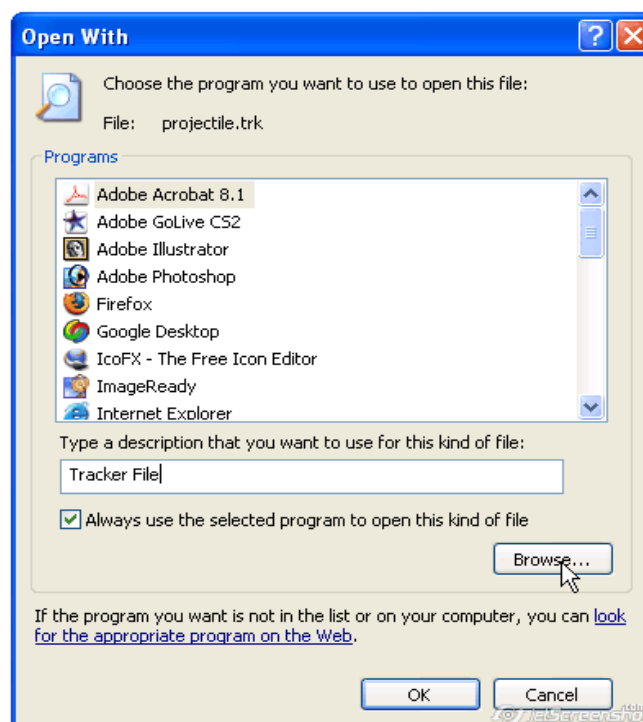 Open With
Choose the program you want to use to open this file:
File: projectile.trk
Programs
Adobe Acrobat 8.1
Adobe GoLive CS2
Adobe Illustrator
Adobe Photoshop
Firefox
Google Desktop
IcoFX - The Free Icon Editor
ImageReady
Internet Explorer
Type a description that you want to use for this kind of file:
Tracker File
Always use the selected program to open this kind of file
Browse...
If the program you want is not in the list or on your computer, you can look
for the appropriate program on the Web.
OK
Cancel